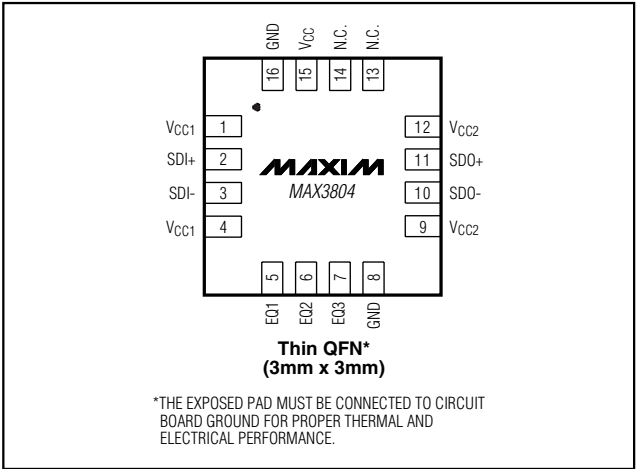 GND VCC N.C. N.C.
16 15 14 13
VCC1 1 12 VCC2
SDI+ 2 11 SDO+
MAXIM
SDI- 3 MAX3804 10 SDO-
VCC1 4 9 VCC2
5 6 7 8
EQ1 EQ2 EQ3 GND
Thin QFN*
(3mm x 3mm)
*THE EXPOSED PAD MUST BE CONNECTED TO CIRCUIT
BOARD GROUND FOR PROPER THERMAL AND
ELECTRICAL PERFORMANCE.